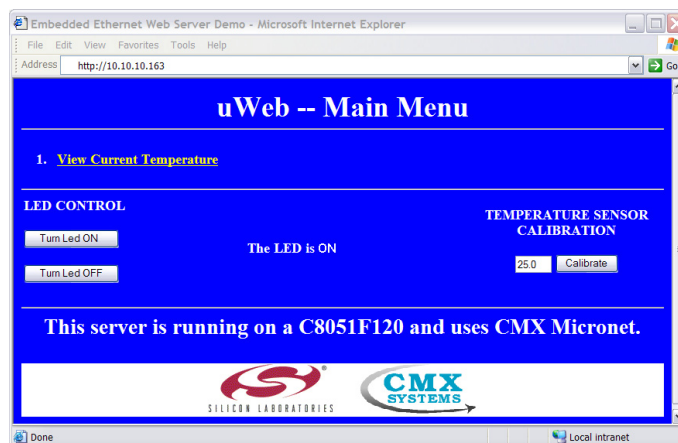 Embedded Ethernet Web Server Demo - Microsoft Internet Explorer
File Edit View Favorites Tools Help
Address http://10.10.10.163 Go
uWeb -- Main Menu
1. View Current Temperature
LED CONTROL
TEMPERATURE SENSOR
CALIBRATION
Turn Led ON
The LED is ON
25.0 Calibrate
Turn Led OFF
This server is running on a C8051F120 and uses CMX Micronet.
SILICON LABORATORIES
CMX
SYSTEMS
Done Local intranet